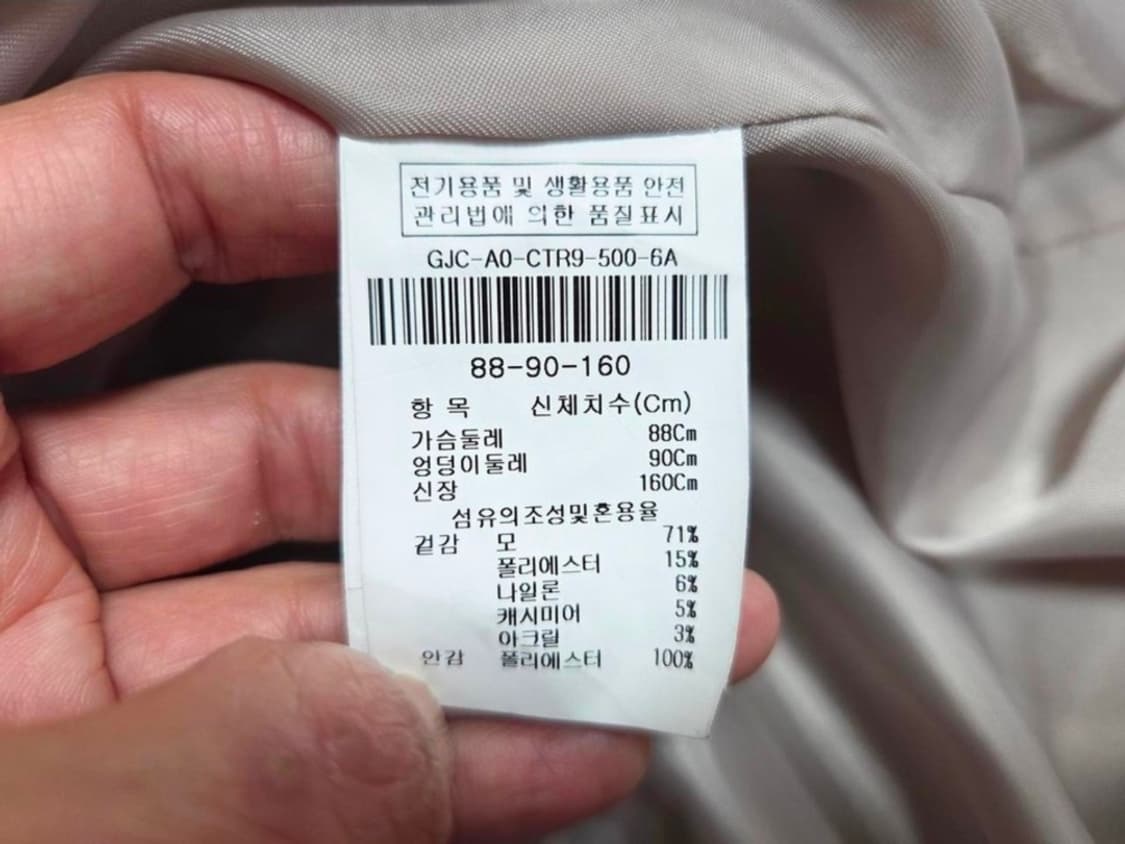 전기용품 및 생활용품 안전
관리법에 의한 품질표시
GJC-A0-CTR9-500-6A
88-90-160
항 목 신체치수(Cm)
가슴둘레 88Cm
엉덩이둘레 90Cm
신장 160Cm
섬유의조성및혼용율
겉감 모 71%
폴리에스터 15%
나일론 6%
캐시미어 5%
아크릴 3%
안감 폴리에스터 100%